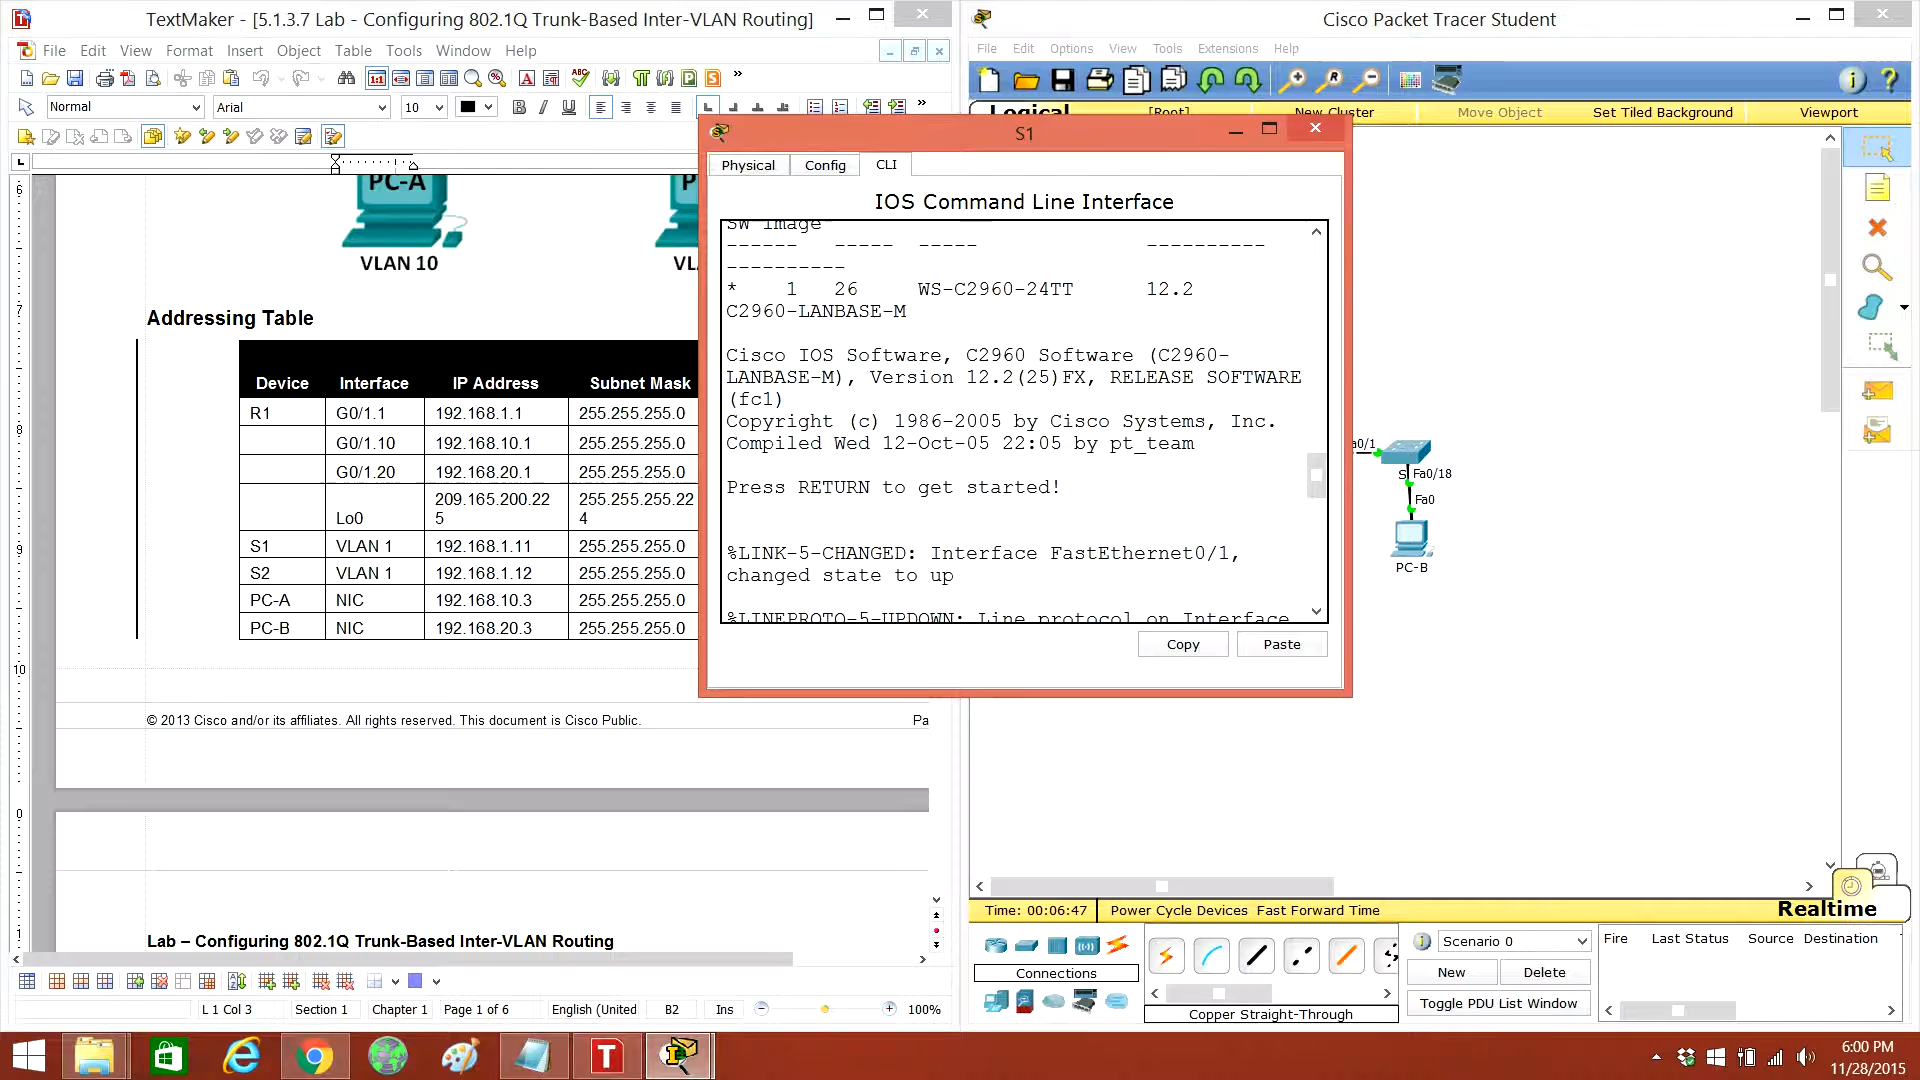 TextMaker - [5.1.3.7 Lab - Configuring 802.1Q Trunk-Based Inter-VLAN Routing]
File Edit View Format Insert Object Table Tools Window Help
Normal Arial 10
PC-A
VLAN 10
P
VL
Addressing Table
Device Interface IP Address Subnet Mask
R1 G0/1.1 192.168.1.1 255.255.255.0
G0/1.10 192.168.10.1 255.255.255.0
G0/1.20 192.168.20.1 255.255.255.0
Lo0 209.165.200.22 255.255.255.22
5 4
S1 VLAN 1 192.168.1.11 255.255.255.0
S2 VLAN 1 192.168.1.12 255.255.255.0
PC-A NIC 192.168.10.3 255.255.255.0
PC-B NIC 192.168.20.3 255.255.255.0
© 2013 Cisco and/or its affiliates. All rights reserved. This document is Cisco Public. Pa
Lab – Configuring 802.1Q Trunk-Based Inter-VLAN Routing
L 1 Col 3 Section 1 Chapter 1 Page 1 of 6 English (United B2 Ins 100%
Cisco Packet Tracer Student
File Edit Options View Tools Extensions Help
Logical [Root] New Cluster Move Object Set Tiled Background Viewport
S1
Physical Config CLI
IOS Command Line Interface
SW Image
------ ----- ----- ----------
----------
* 1 26 WS-C2960-24TT 12.2
C2960-LANBASE-M
Cisco IOS Software, C2960 Software (C2960-
LANBASE-M), Version 12.2(25)FX, RELEASE SOFTWARE
(fc1)
Copyright (c) 1986-2005 by Cisco Systems, Inc.
Compiled Wed 12-Oct-05 22:05 by pt_team
Press RETURN to get started!
%LINK-5-CHANGED: Interface FastEthernet0/1,
changed state to up
%LINEPROTO-5-UPDOWN: Line protocol on Interface
Copy Paste
a0/1
S Fa0/18
Fa0
PC-B
Time: 00:06:47 Power Cycle Devices Fast Forward Time
Realtime
Connections
Copper Straight-Through
Scenario 0
New Delete
Toggle PDU List Window
Fire Last Status Source Destination
6:00 PM
11/28/2015